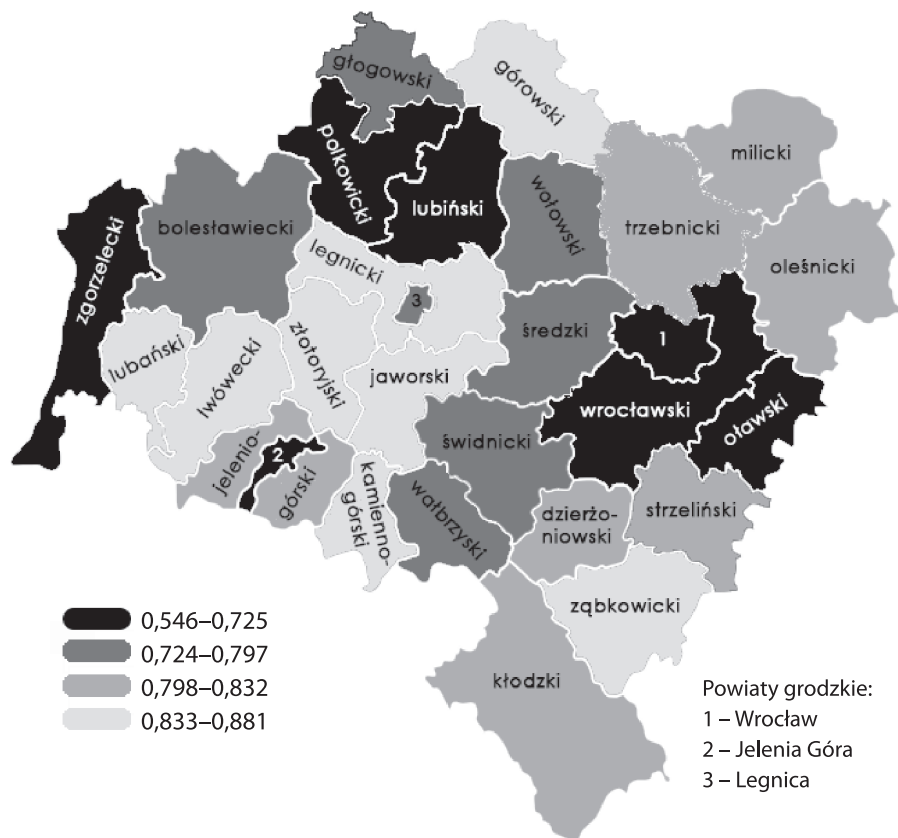 głogowski
górowski
polkowicki
lubiński
milicki
wołowski
trzebnicki
bolesławiecki
oleśnicki
legnicki
zgorzelecki
3
średzki
1
złotoryjski
lubański
lwówecki
jaworski
wrocławski
oławski
świdnicki
jelenio-
górski
2
kamienno-
górski
wałbrzyski
dzierżo-
niowski
strzeliński
ząbkowicki
kłodzki
0,546–0,725
0,724–0,797
0,798–0,832
0,833–0,881
Powiaty grodzkie:
1 – Wrocław
2 – Jelenia Góra
3 – Legnica